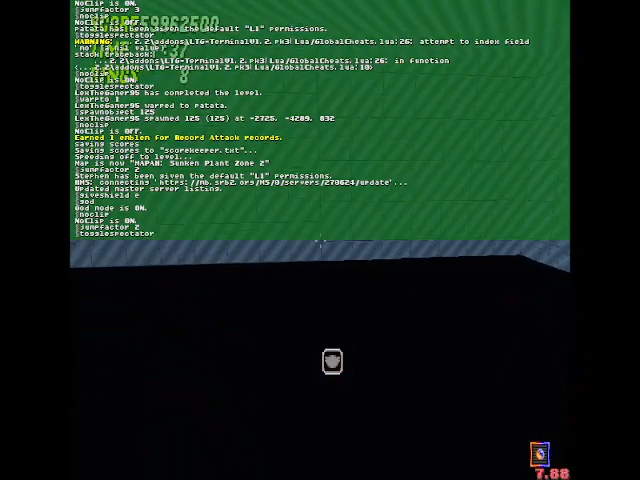 NoClip is ON.
$jumpfactor 3
$noclip
NoClip is OFF.
Patata has been given the default "L1" Permissions.
$togglespectator
WARNING: ...2.2\addons\LTG-TerminalV1.2.pk3|Lua/GlobalCheats.lua:26: attempt to index field
'mo' (a nil value)
stack traceback:
...2.2\addons\LTG-TerminalV1.2.pk3|Lua/GlobalCheats.lua:26: in function
<...2.2\addons\LTG-TerminalV1.2.pk3|Lua/GlobalCheats.lua:10>
$noclip
NoClip is ON.
$togglespectator
LexTheGamer95 has completed the level.
$warpto 1
LexTheGamer95 warped to Patata.
$spawnobject 125
LexTheGamer95 spawned 125 (125) at -2725, -4289, 832
$noclip
NoClip is OFF.
Earned 1 emblem for Record Attack records.
saving scores
Saving scores to "scorekeeper.txt"...
Speeding off to level...
Map is now "MAPAH: Sunken Plant Zone 2"
$jumpfactor 2
Stephen has been given the default "L1" Permissions.
HMS: connecting 'https://mb.srb2.org/MS/0/servers/270624/update'...
Updated master server listing.
$giveshield e
$god
God mode is ON.
$noclip
NoClip is ON.
$jumpfactor 2
$togglespectator
59962500
:37
8
7.88